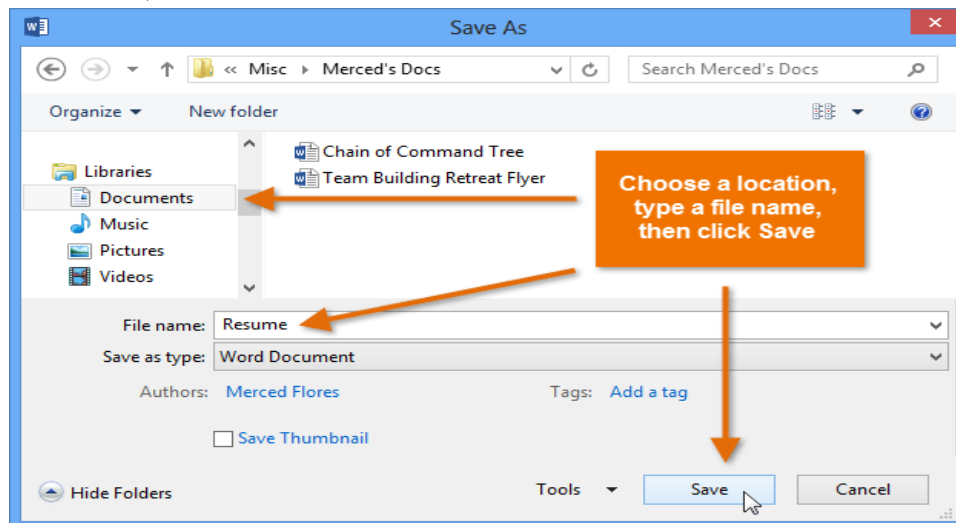 Save As
« Misc ▸ Merced's Docs
Search Merced's Docs
Organize
New folder
Libraries
Documents
Music
Pictures
Videos
Chain of Command Tree
Team Building Retreat Flyer
Choose a location,
type a file name,
then click Save
File name: Resume
Save as type: Word Document
Authors: Merced Flores
Tags: Add a tag
Save Thumbnail
Hide Folders
Tools
Save
Cancel